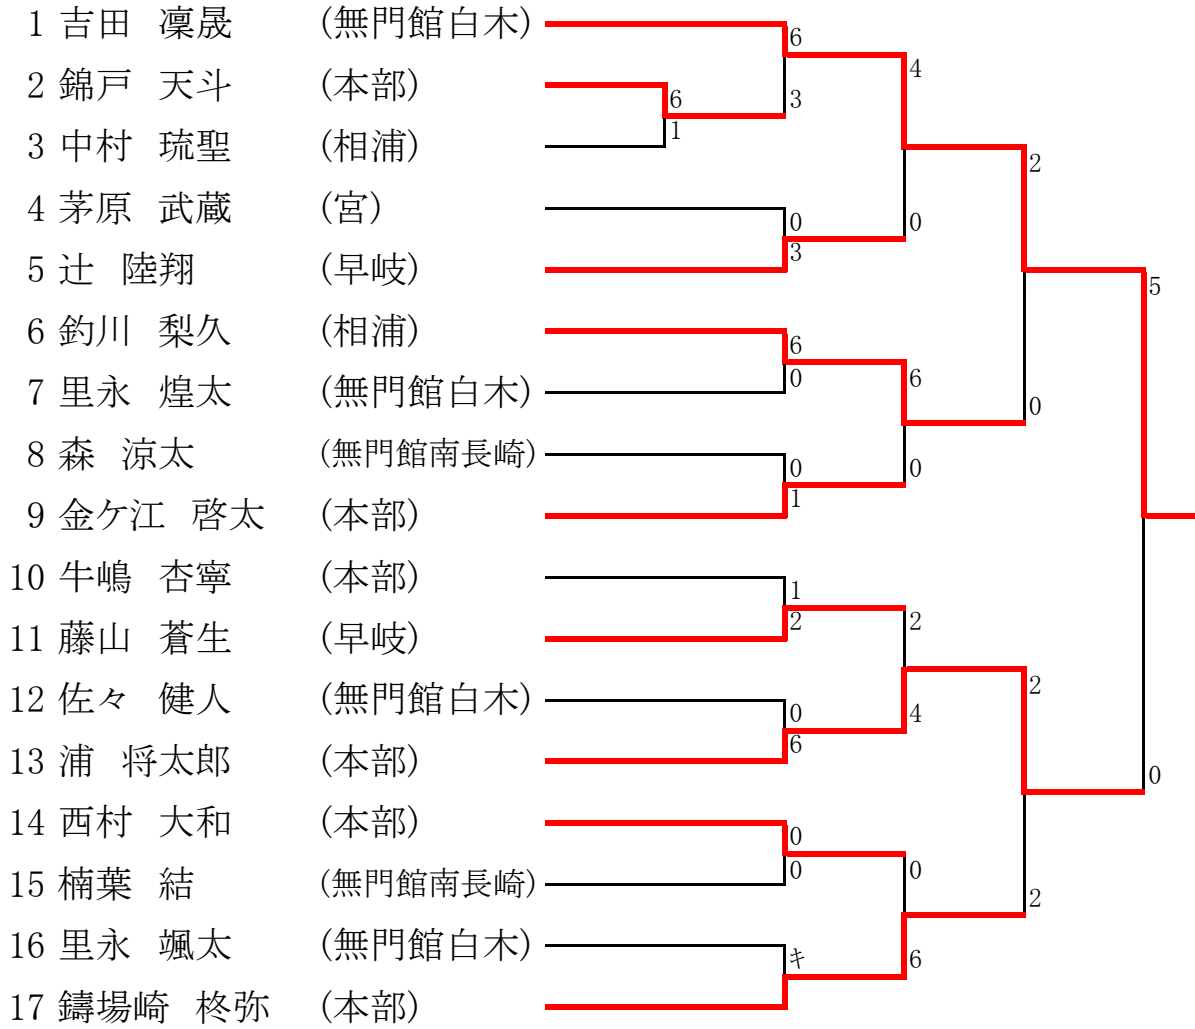 1 吉田 凜晟 (無門館白木)
6
4
2 錦戸 天斗 (本部)
6
3
1
3 中村 琉聖 (相浦)
2
4 茅原 武蔵 (宮)
0
0
3
5 辻 陸翔 (早岐)
5
6 釣川 梨久 (相浦)
6
0
6
7 里永 煌太 (無門館白木)
0
8 森 涼太 (無門館南長崎)
0
0
1
9 金ケ江 啓太 (本部)
10 牛嶋 杏寧 (本部)
1
2
2
11 藤山 蒼生 (早岐)
2
12 佐々 健人 (無門館白木)
0
4
6
13 浦 将太郎 (本部)
0
14 西村 大和 (本部)
0
0
0
15 楠葉 結 (無門館南長崎)
2
16 里永 颯太 (無門館白木)
キ
6
17 鑄場崎 柊弥 (本部)